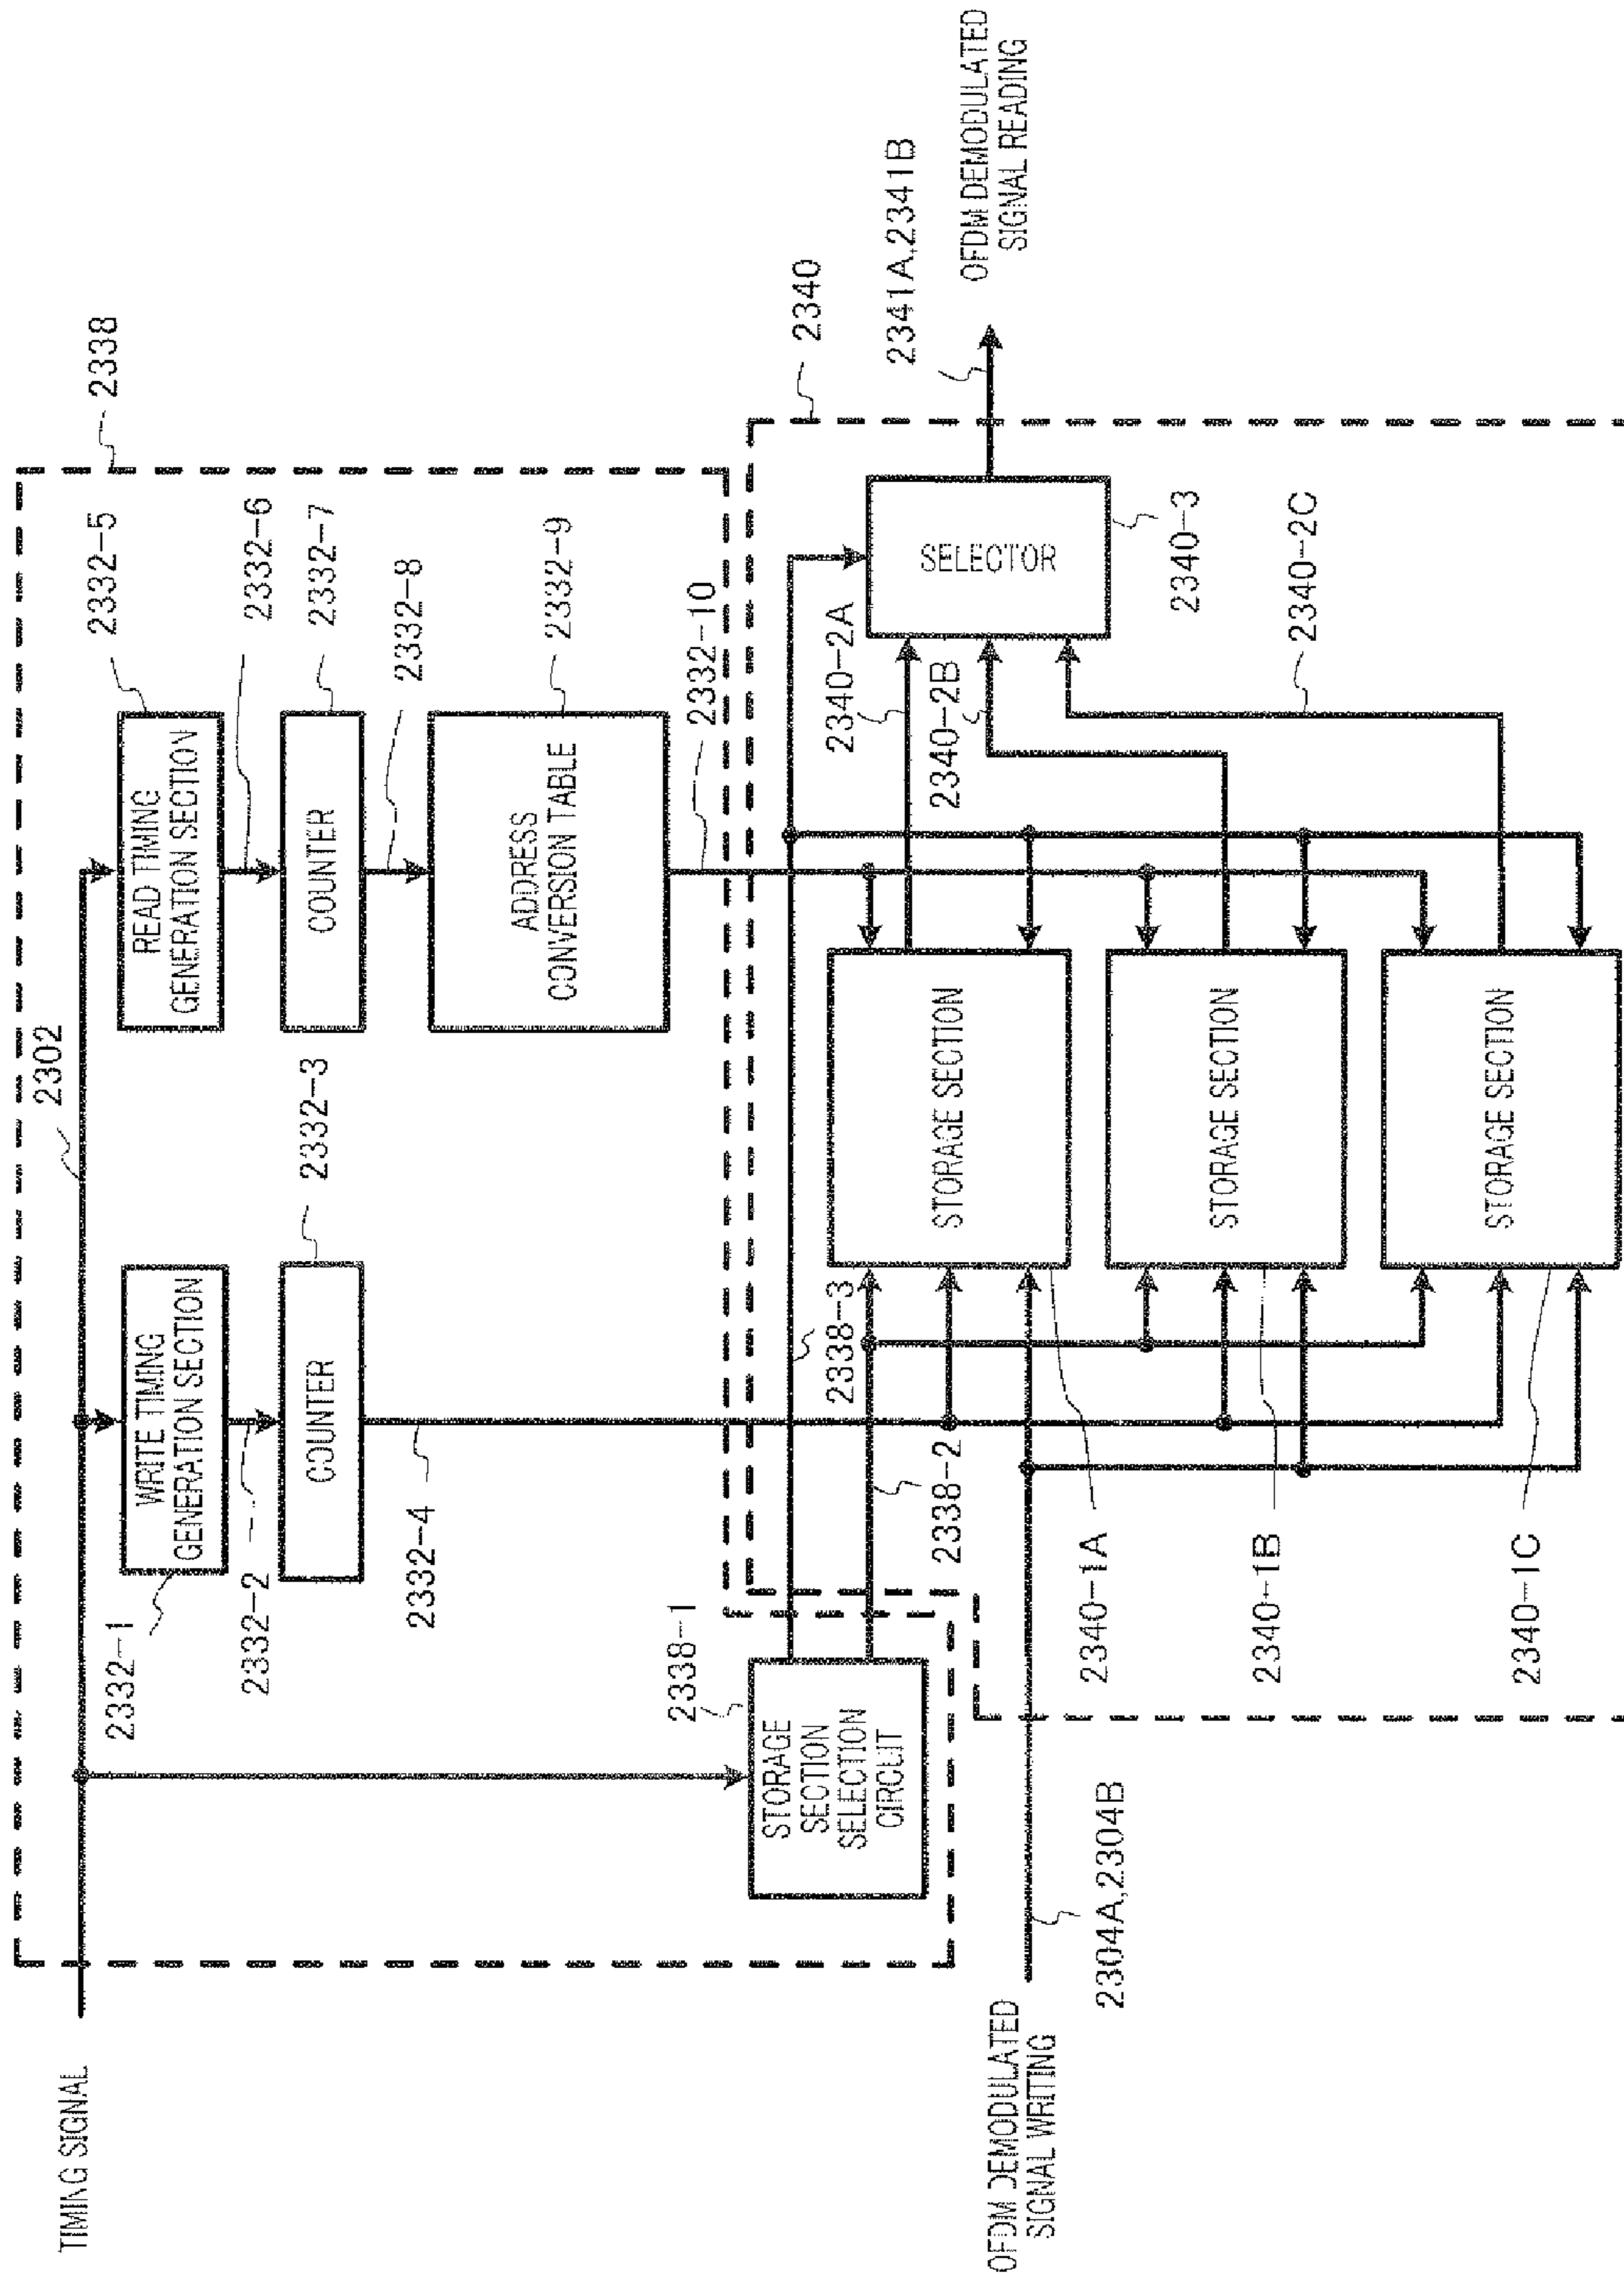 TIMING SIGNAL
2302
2338
WRITE TIMING
GENERATION SECTION
2332-1
2332-2
COUNTER
2332-3
2332-4
READ TIMING
GENERATION SECTION
2332-5
2332-6
COUNTER
2332-7
2332-8
ADDRESS
CONVERSION TABLE
2332-9
2332-10
STORAGE
SECTION
SELECTION
CIRCUIT
2338-1
2338-2
2338-3
2340
OFDM DEMODULATED
SIGNAL WRITING
2304A,2304B
STORAGE SECTION
2340-1A
STORAGE SECTION
2340-1B
STORAGE SECTION
2340-1C
2340-2A
2340-2B
2340-2C
SELECTOR
2340-3
2341A,2341B
OFDM DEMODULATED
SIGNAL READING